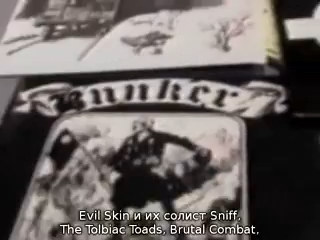 Bunker
Evil Skin и их солист Sniff,
The Tolbiac Toads, Brutal Combat,